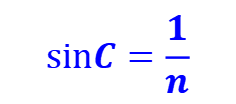 sinC = 1/n